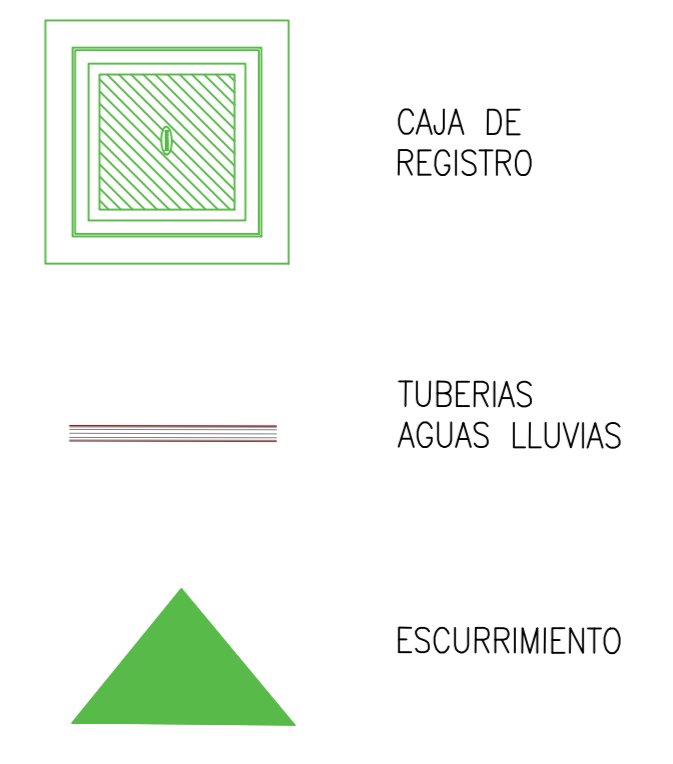 CAJA DE
REGISTRO
TUBERIAS
AGUAS LLUVIAS
ESCURRIMIENTO